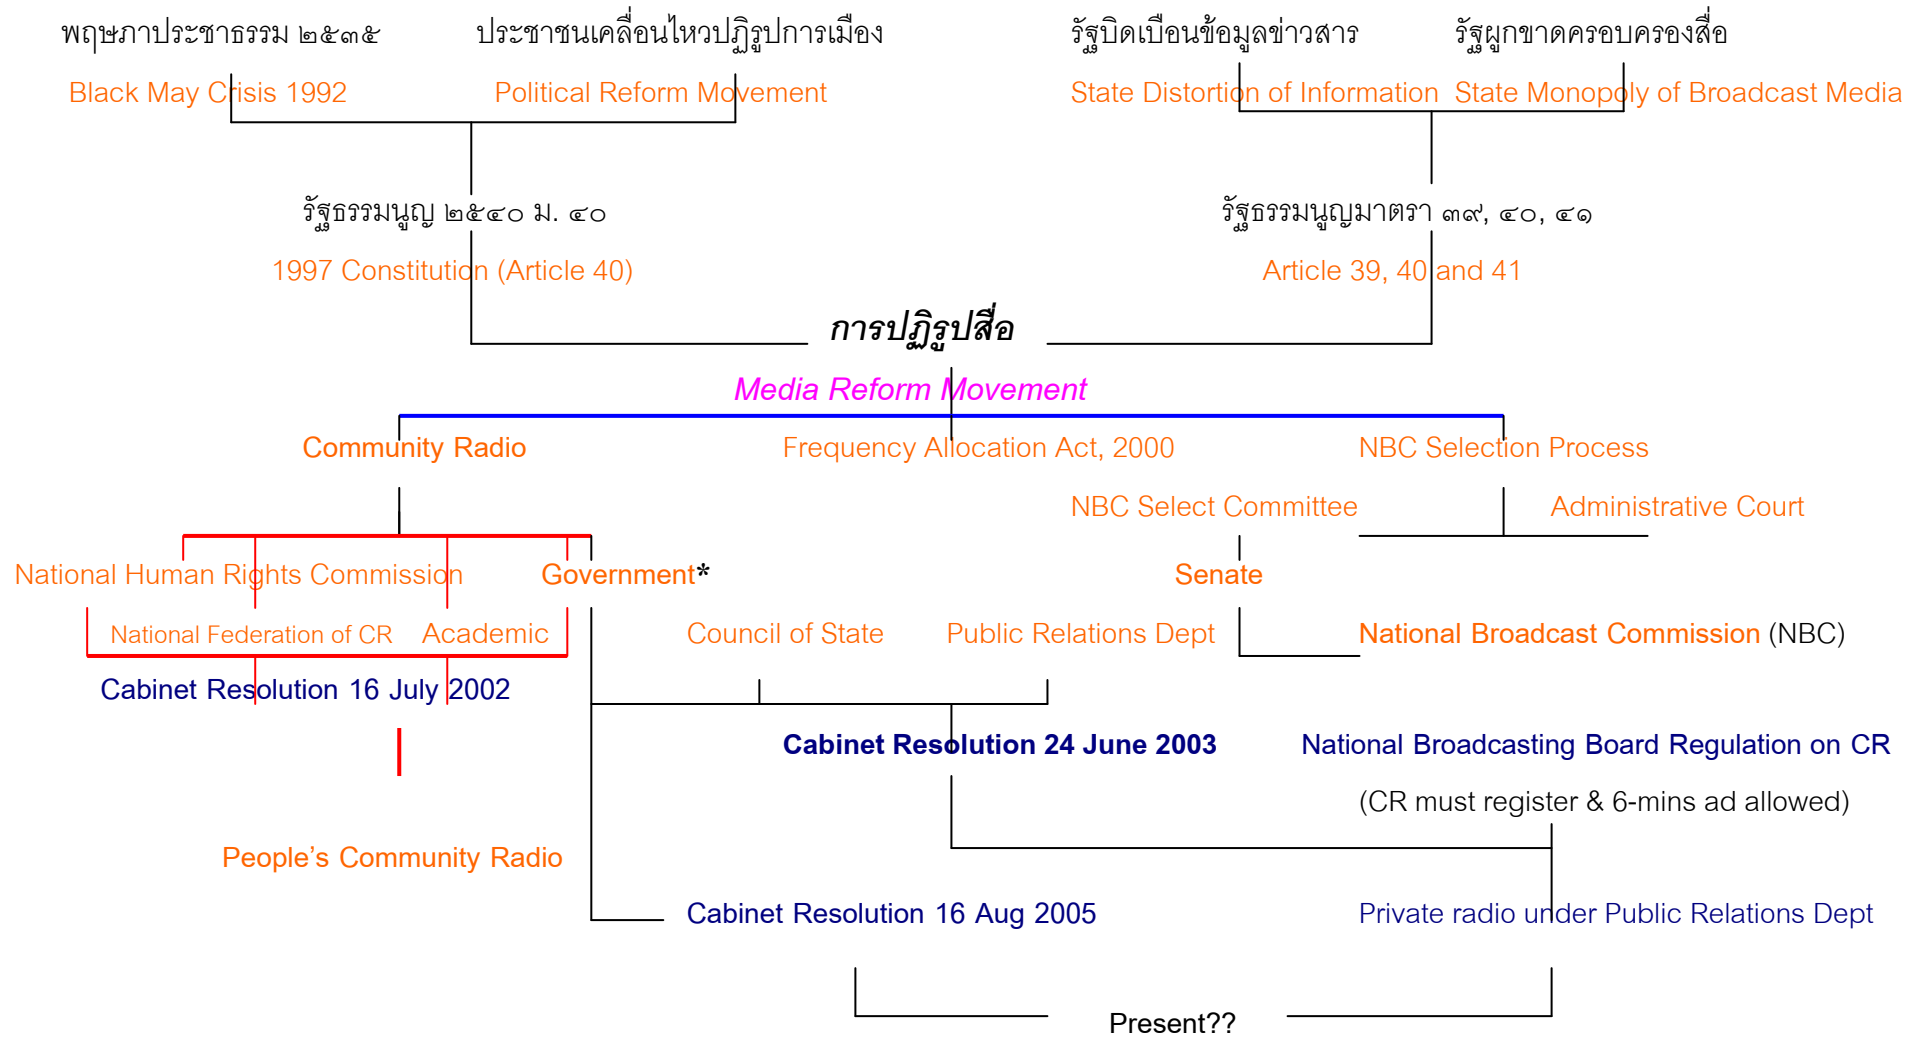 พฤษภาประชาธรรม ๒๕๓๕ ประชาชนเคลื่อนไหวปฏิรูปการเมือง รัฐบิดเบือนข้อมูลข่าวสาร รัฐผูกขาดครอบครองสื่อ
Black May Crisis 1992 Political Reform Movement State Distortion of Information State Monopoly of Broadcast Media
รัฐธรรมนูญ ๒๕๔๐ ม. ๔๐ รัฐธรรมนูญมาตรา ๓๙, ๔๐, ๔๑
1997 Constitution (Article 40) Article 39, 40 and 41
การปฏิรูปสื่อ
Media Reform Movement
Community Radio Frequency Allocation Act, 2000 NBC Selection Process
NBC Select Committee Administrative Court
National Human Rights Commission Government* Senate
National Federation of CR Academic Council of State Public Relations Dept National Broadcast Commission (NBC)
Cabinet Resolution 16 July 2002
Cabinet Resolution 24 June 2003 National Broadcasting Board Regulation on CR
(CR must register & 6-mins ad allowed)
People’s Community Radio
Cabinet Resolution 16 Aug 2005 Private radio under Public Relations Dept
Present??